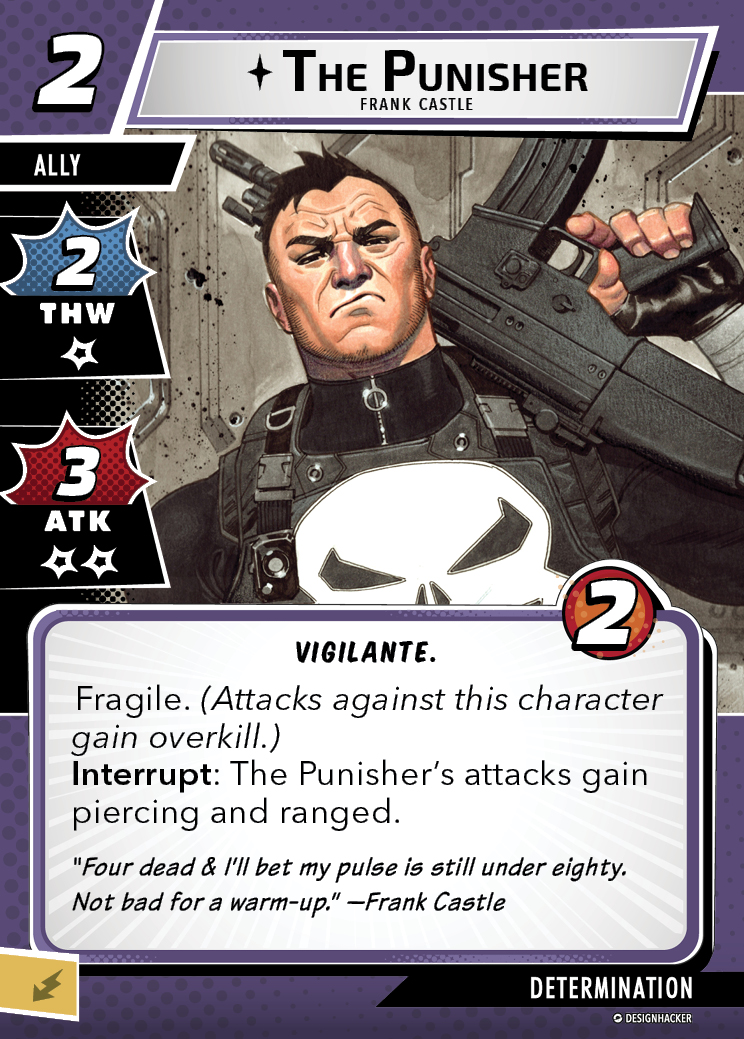 2
THE PUNISHER
FRANK CASTLE
ALLY
2
THW
3
ATK
2
VIGILANTE.
Fragile. (Attacks against this character
gain overkill.)
Interrupt: The Punisher’s attacks gain
piercing and ranged.
"Four dead & I'll bet my pulse is still under eighty.
Not bad for a warm-up." —Frank Castle
DETERMINATION
DESIGNHACKER